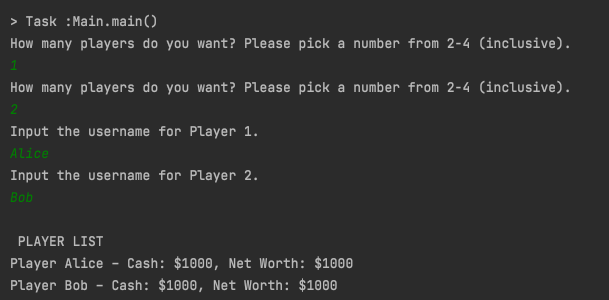 > Task :Main.main()
How many players do you want? Please pick a number from 2-4 (inclusive).
1
How many players do you want? Please pick a number from 2-4 (inclusive).
2
Input the username for Player 1.
Alice
Input the username for Player 2.
Bob
PLAYER LIST
Player Alice – Cash: $1000, Net Worth: $1000
Player Bob – Cash: $1000, Net Worth: $1000